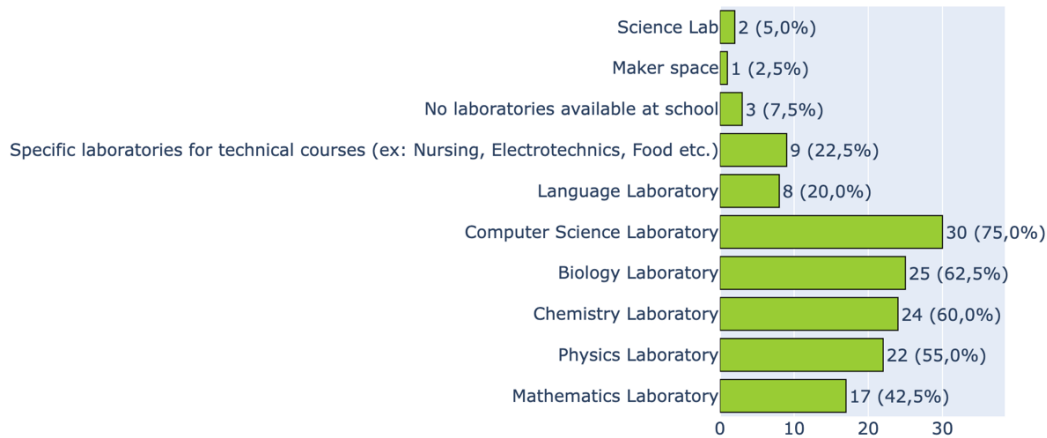 Science Lab 2 (5,0%)
Maker space 1 (2,5%)
No laboratories available at school 3 (7,5%)
Specific laboratories for technical courses (ex: Nursing, Electrotechnics, Food etc.) 9 (22,5%)
Language Laboratory 8 (20,0%)
Computer Science Laboratory 30 (75,0%)
Biology Laboratory 25 (62,5%)
Chemistry Laboratory 24 (60,0%)
Physics Laboratory 22 (55,0%)
Mathematics Laboratory 17 (42,5%)
0 10 20 30